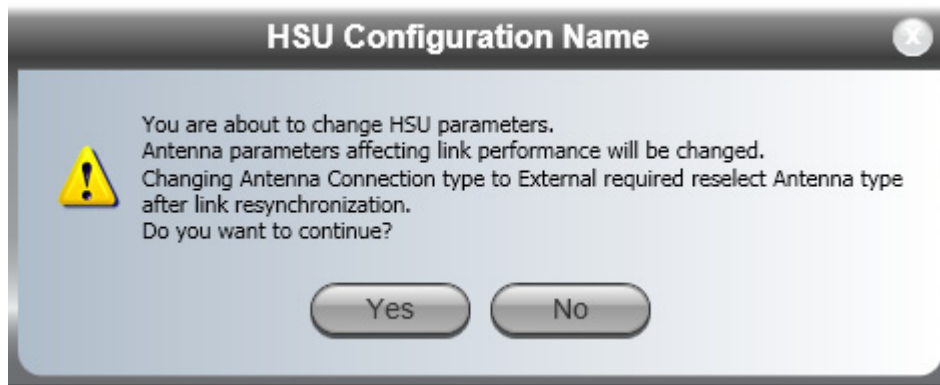 HSU Configuration Name
You are about to change HSU parameters.
Antenna parameters affecting link performance will be changed.
Changing Antenna Connection type to External required reselect Antenna type
after link resynchronization.
Do you want to continue?
Yes
No